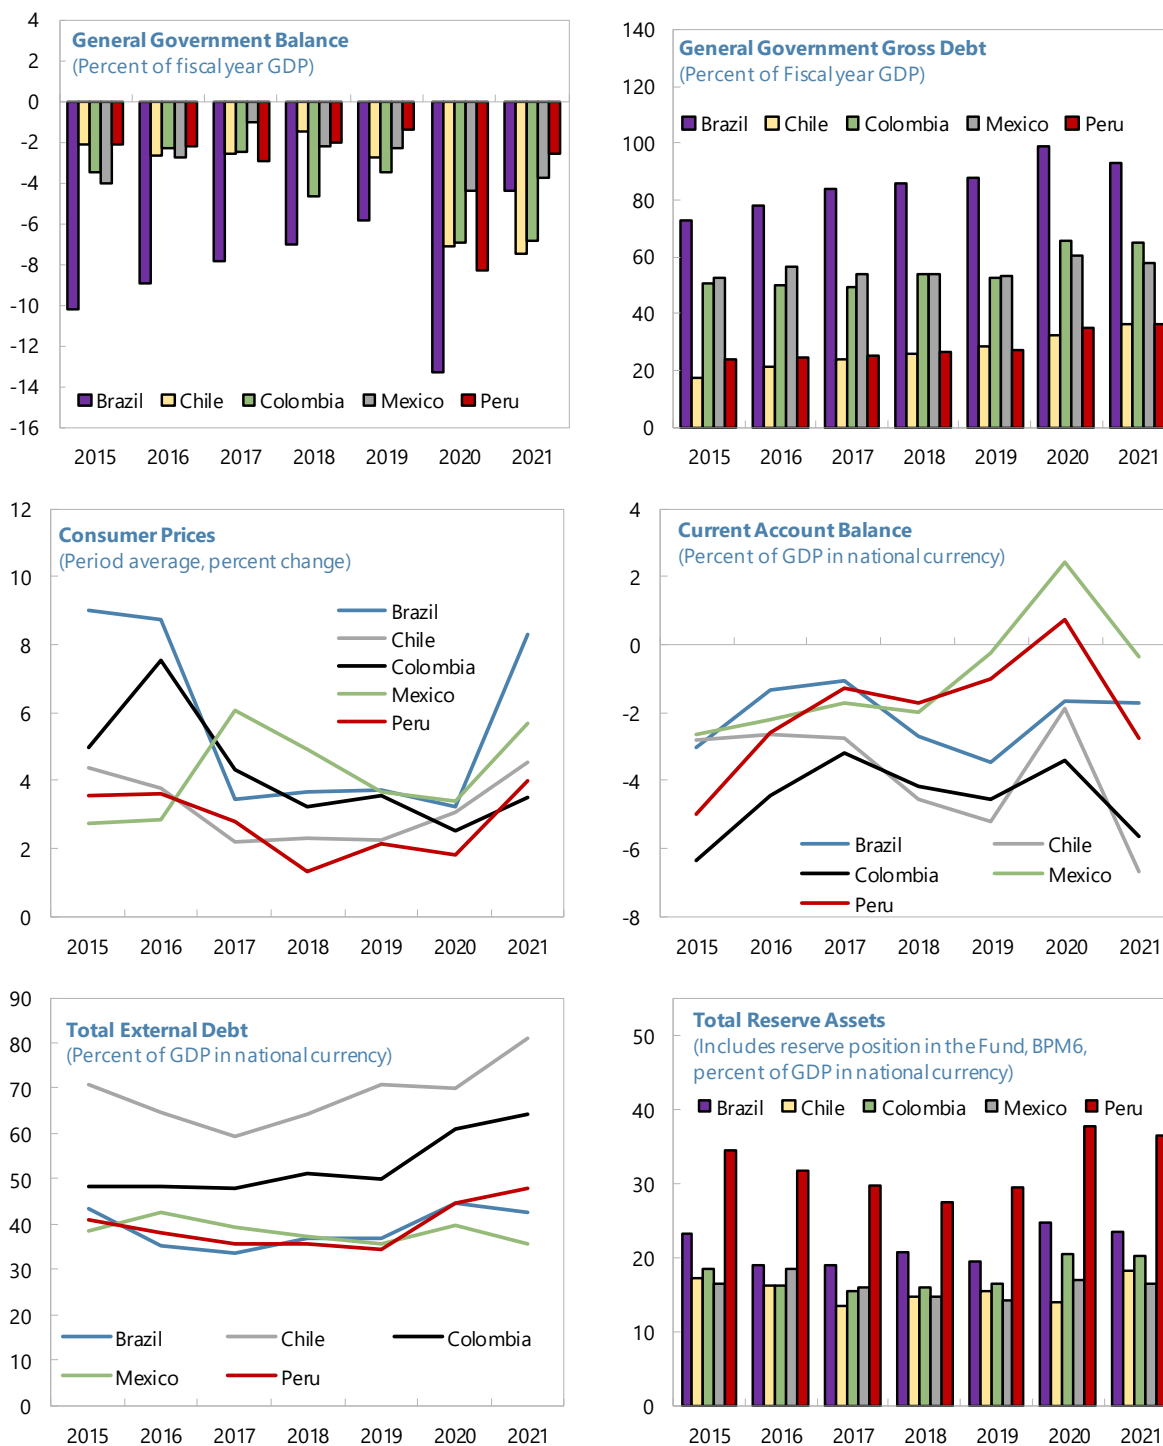 General Government Balance
(Percent of fiscal year GDP)
4
2
0
-2
-4
-6
-8
-10
-12
-14
-16
Brazil Chile Colombia Mexico Peru
2015 2016 2017 2018 2019 2020 2021
General Government Gross Debt
(Percent of Fiscal year GDP)
140
120
100
80
60
40
20
0
Brazil Chile Colombia Mexico Peru
2015 2016 2017 2018 2019 2020 2021
Consumer Prices
(Period average, percent change)
12
10
8
6
4
2
0
Brazil
Chile
Colombia
Mexico
Peru
2015 2016 2017 2018 2019 2020 2021
Current Account Balance
(Percent of GDP in national currency)
4
2
0
-2
-4
-6
-8
Brazil Chile
Colombia Mexico
Peru
2015 2016 2017 2018 2019 2020 2021
Total External Debt
(Percent of GDP in national currency)
90
80
70
60
50
40
30
20
10
0
Brazil Chile Colombia
Mexico Peru
2015 2016 2017 2018 2019 2020 2021
Total Reserve Assets
(Includes reserve position in the Fund, BPM6,
percent of GDP in national currency)
50
40
30
20
10
0
Brazil Chile Colombia Mexico Peru
2015 2016 2017 2018 2019 2020 2021